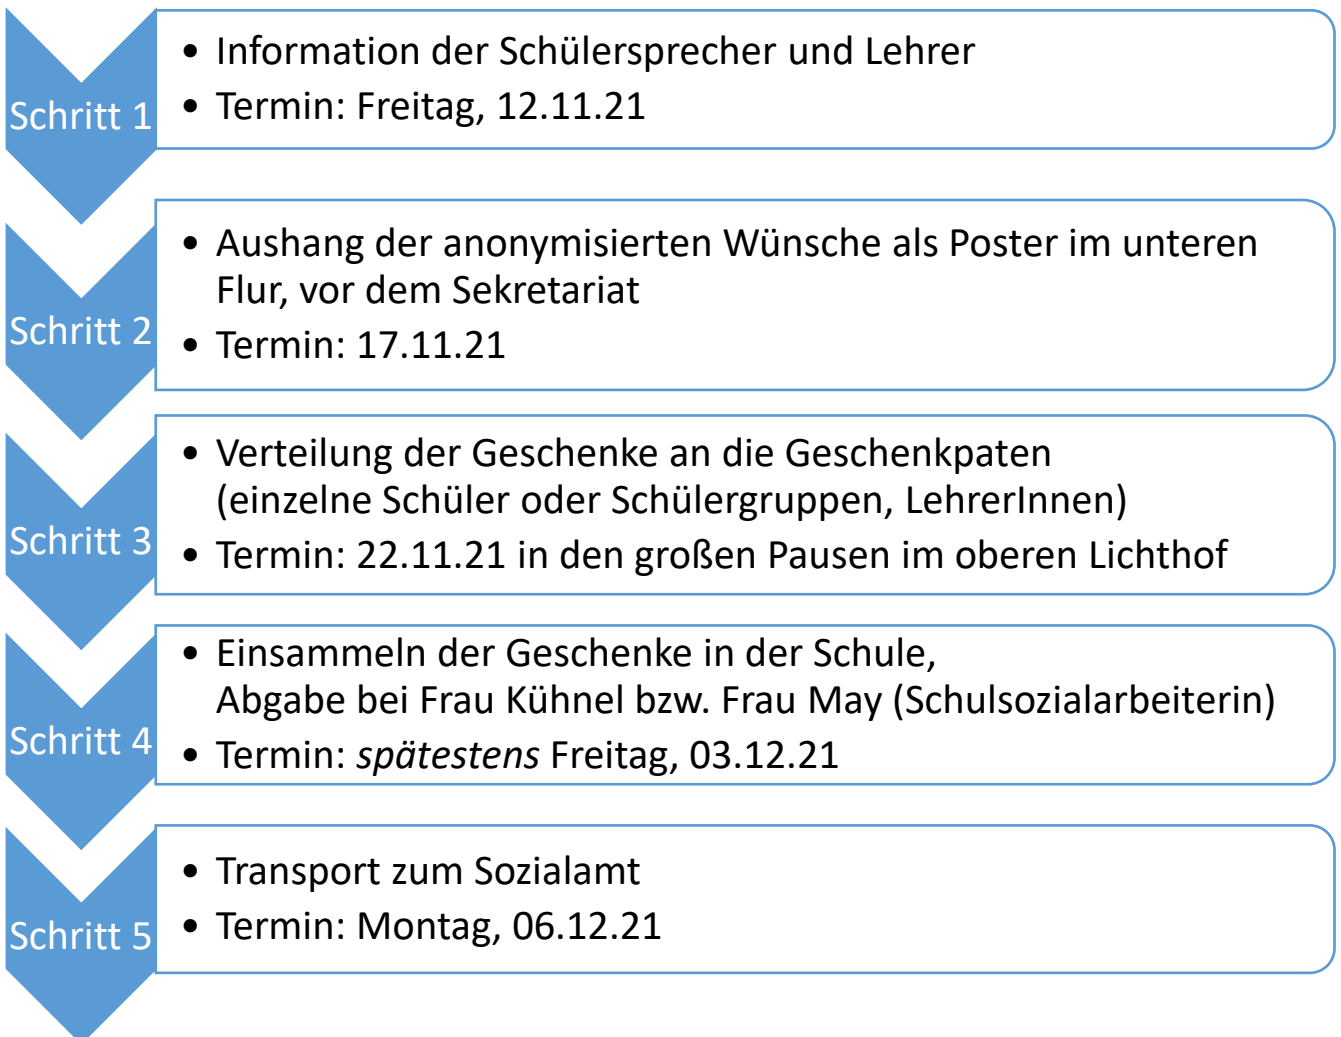 Schritt 1
• Information der Schülersprecher und Lehrer
• Termin: Freitag, 12.11.21
Schritt 2
• Aushang der anonymisierten Wünsche als Poster im unteren
Flur, vor dem Sekretariat
• Termin: 17.11.21
Schritt 3
• Verteilung der Geschenke an die Geschenkpaten
(einzelne Schüler oder Schülergruppen, LehrerInnen)
• Termin: 22.11.21 in den großen Pausen im oberen Lichthof
Schritt 4
• Einsammeln der Geschenke in der Schule,
Abgabe bei Frau Kühnel bzw. Frau May (Schulsozialarbeiterin)
• Termin: spätestens Freitag, 03.12.21
Schritt 5
• Transport zum Sozialamt
• Termin: Montag, 06.12.21